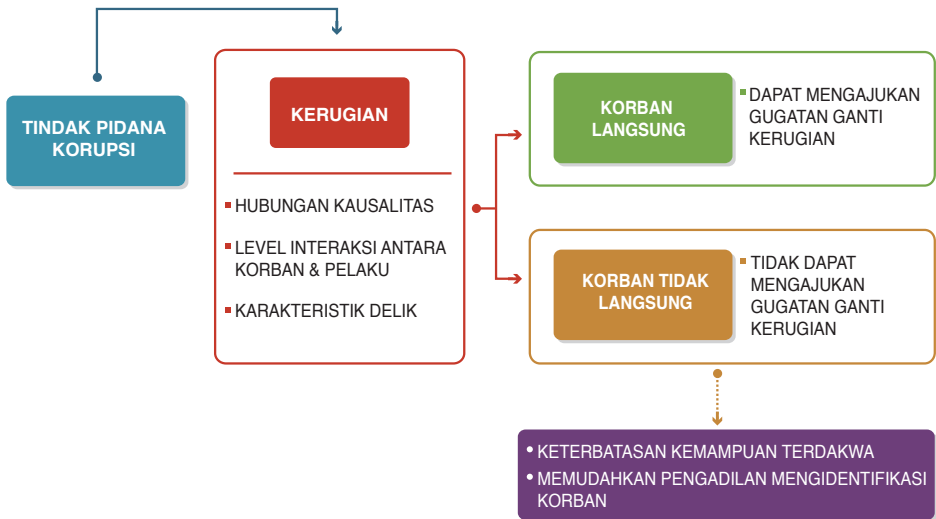 TINDAK PIDANA
KORUPSI
KERUGIAN
▪ HUBUNGAN KAUSALITAS
▪ LEVEL INTERAKSI ANTARA
KORBAN & PELAKU
▪ KARAKTERISTIK DELIK
KORBAN
LANGSUNG
▪ DAPAT MENGAJUKAN
GUGATAN GANTI
KERUGIAN
KORBAN TIDAK
LANGSUNG
▪ TIDAK DAPAT
MENGAJUKAN
GUGATAN GANTI
KERUGIAN
• KETERBATASAN KEMAMPUAN TERDAKWA
• MEMUDAHKAN PENGADILAN MENGIDENTIFIKASI
KORBAN